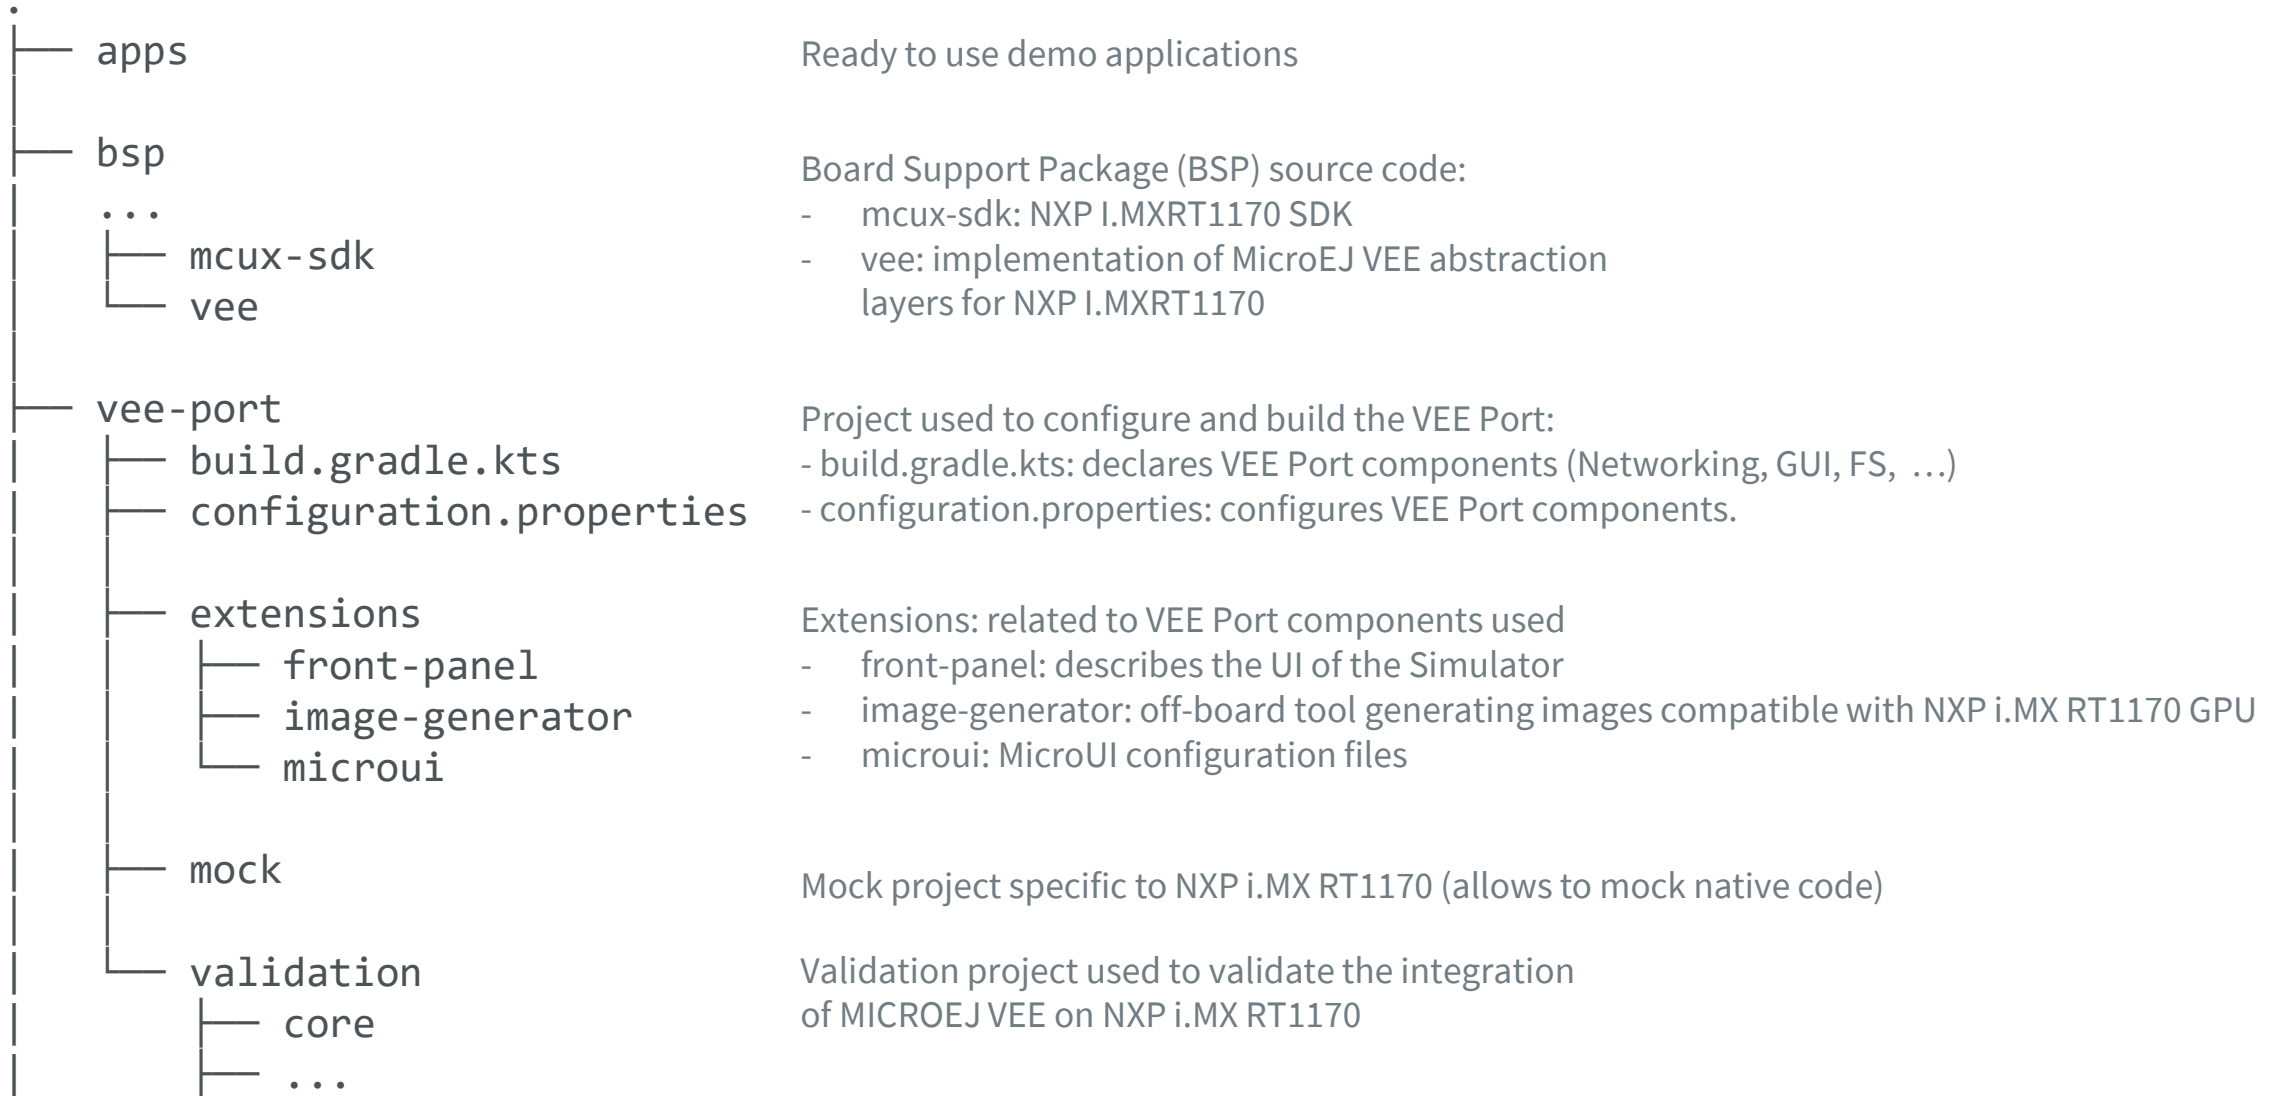 .
├── apps Ready to use demo applications
│
├── bsp Board Support Package (BSP) source code:
│ ... - mcux-sdk: NXP I.MXRT1170 SDK
│ ├── mcux-sdk - vee: implementation of MicroEJ VEE abstraction
│ └── vee layers for NXP I.MXRT1170
│
├── vee-port Project used to configure and build the VEE Port:
│ ├── build.gradle.kts - build.gradle.kts: declares VEE Port components (Networking, GUI, FS, …)
│ ├── configuration.properties - configuration.properties: configures VEE Port components.
│ │
│ ├── extensions Extensions: related to VEE Port components used
│ │ ├── front-panel - front-panel: describes the UI of the Simulator
│ │ ├── image-generator - image-generator: off-board tool generating images compatible with NXP i.MX RT1170 GPU
│ │ └── microui - microui: MicroUI configuration files
│ │
│ ├── mock Mock project specific to NXP i.MX RT1170 (allows to mock native code)
│ │
│ └── validation Validation project used to validate the integration
│ ├── core of MICROEJ VEE on NXP i.MX RT1170
│ ├── ...